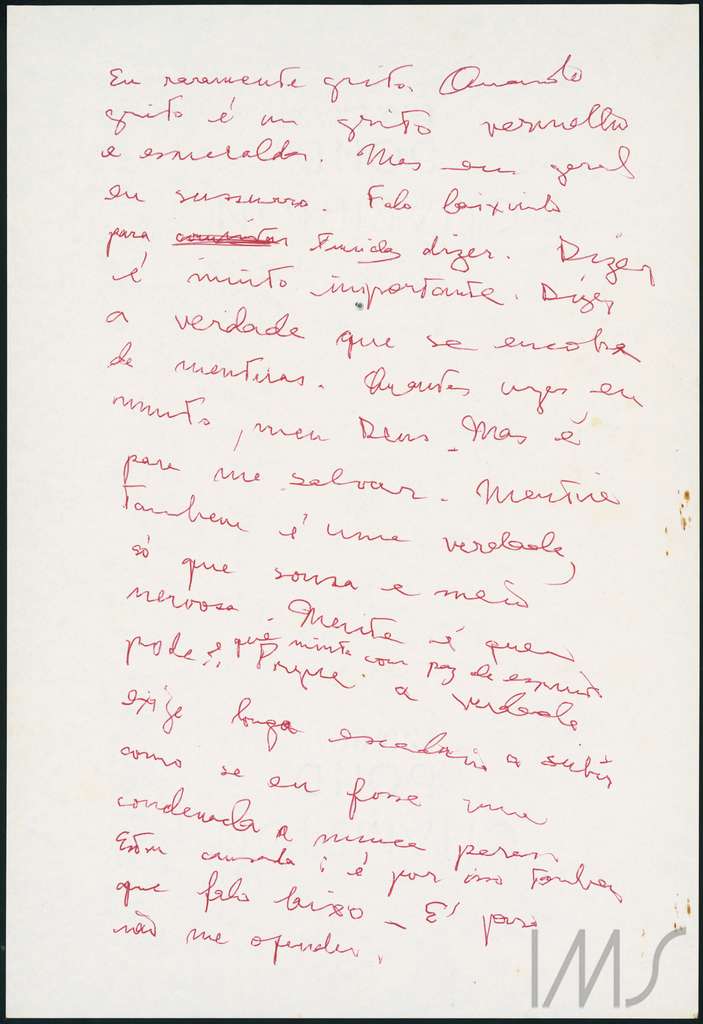 Eu raramente grito. Quando
grito é um grito vermelho
e esmeralda. Mas em geral
eu sussurro. Falo baixinho
para dizer. Dizer
é muito importante. Dizer
a verdade que se encobre
de mentiras. Quantas vezes eu
minto, meu Deus. Mas é
para me salvar. Mentira
também é uma verdade,
só que sonsa e meio
nervosa. Minta é quem
pode, e que minta com paz de espírito
Porque a verdade
exige longa escadaria a subir
como se eu fosse uma
condenada a nunca parar.
Estou cansada: é por isso também
que falo baixo – É para
não me ofender.
IMS